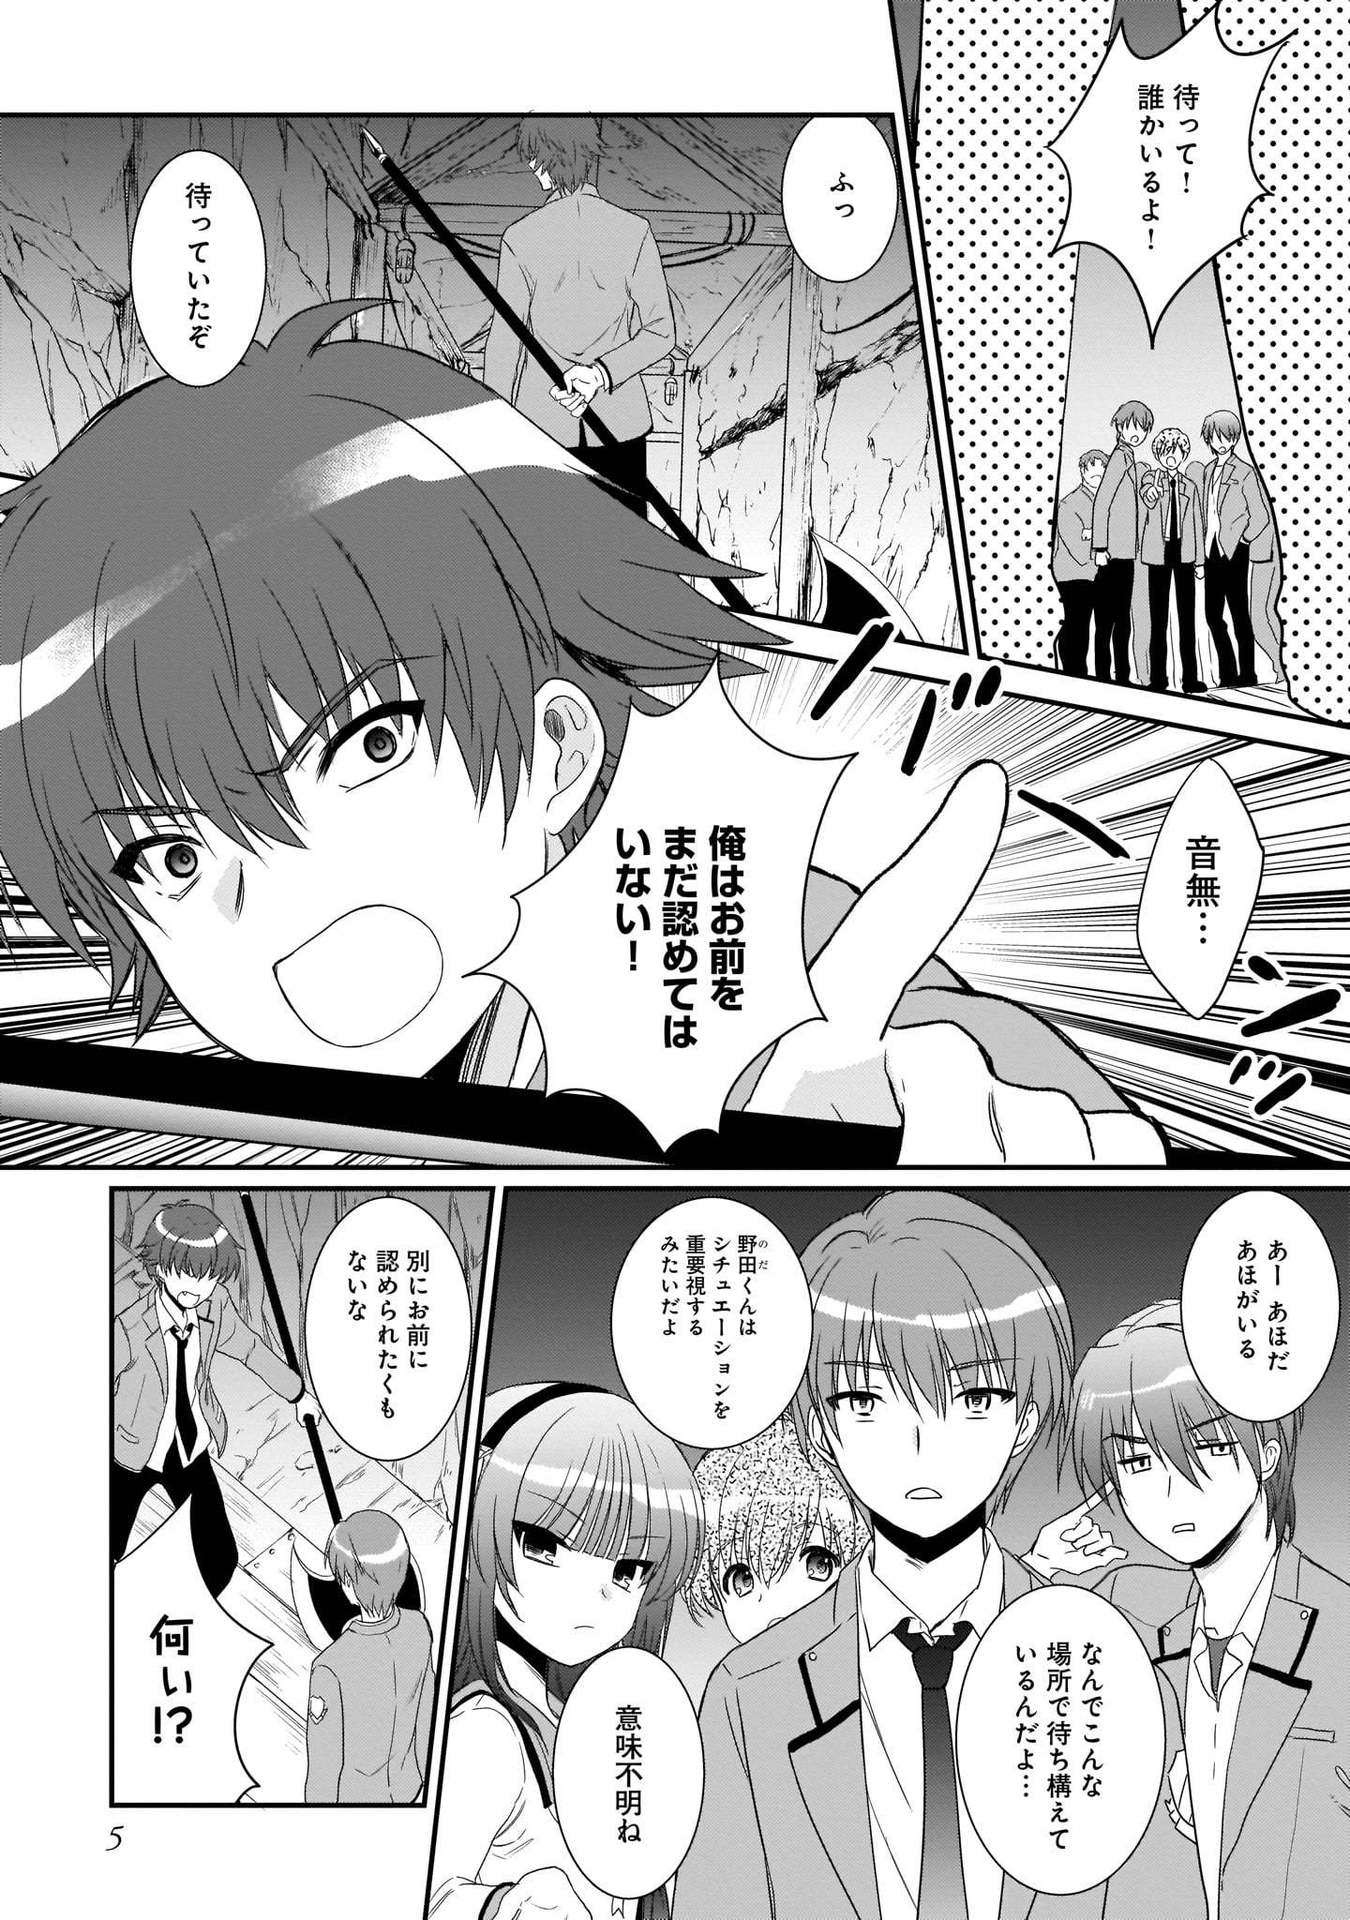 待って！
誰かいるよ！
ふっ
待っていたぞ
音無…
俺はお前を
まだ認めては
いない！
あー あほだ
あほがいる
なんでこんな
場所で待ち構えて
いるんだよ…
野田くんは
のだ
シチュエーションを
重要視する
みたいだよ
意味不明ね
別にお前に
認められたくも
ないな
何ぃ!?
5